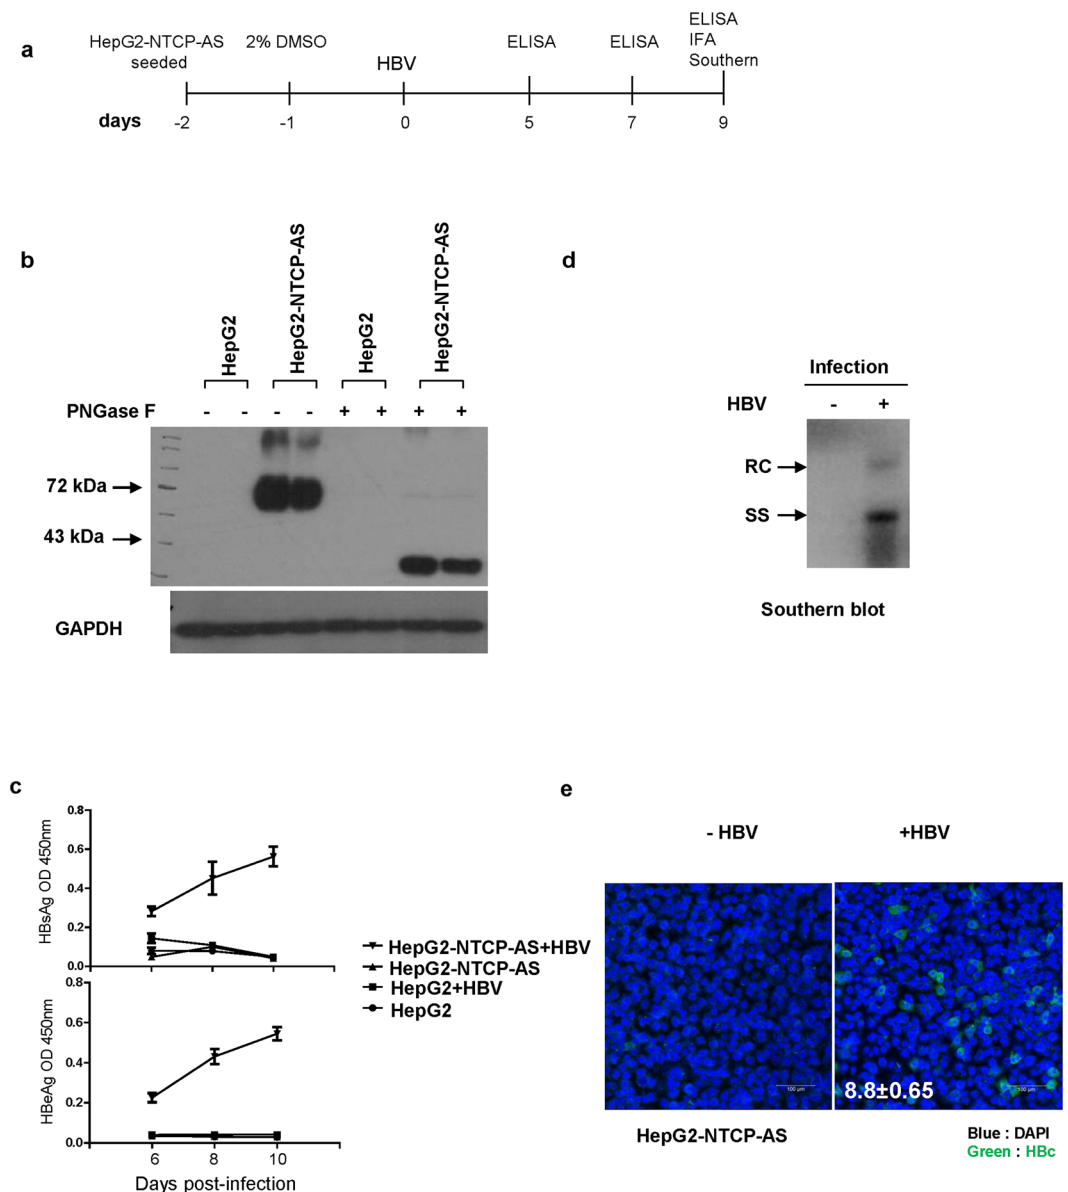 a
HepG2-NTCP-AS
seeded
2% DMSO
HBV
ELISA
ELISA
ELISA
IFA
Southern
days
-2
-1
0
5
7
9
b
HepG2
HepG2-NTCP-AS
HepG2
HepG2-NTCP-AS
PNGase F - - - - + + + +
72 kDa
43 kDa
GAPDH
d
Infection
HBV - +
RC
SS
Southern blot
c
HBsAg OD 450nm
0.8
0.6
0.4
0.2
0.0
HBeAg OD 450nm
0.8
0.6
0.4
0.2
0.0
6 8 10
Days post-infection
HepG2-NTCP-AS+HBV
HepG2-NTCP-AS
HepG2+HBV
HepG2
e
- HBV
+HBV
100 µm
8.8±0.65
100 µm
HepG2-NTCP-AS
Blue : DAPI
Green : HBc